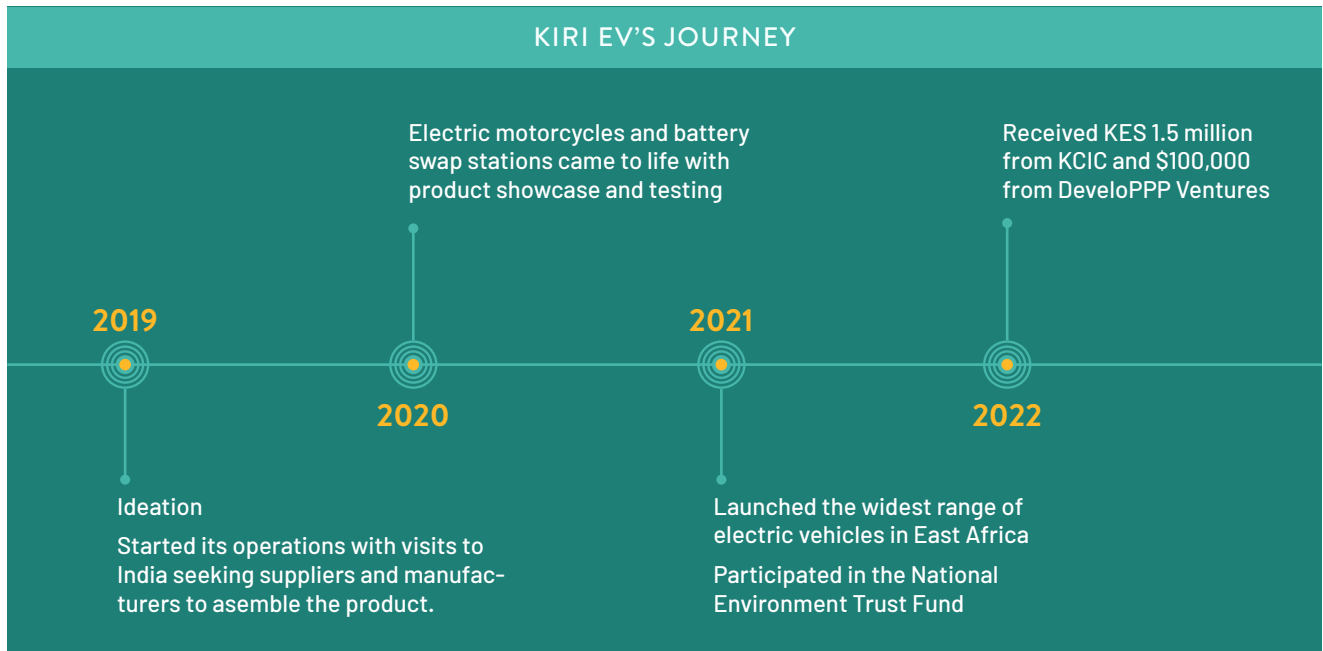 KIRI EV'S JOURNEY
2019
Ideation
Started its operations with visits to
India seeking suppliers and manufac-
turers to asemble the product.
Electric motorcycles and battery
swap stations came to life with
product showcase and testing
2020
2021
Launched the widest range of
electric vehicles in East Africa
Participated in the National
Environment Trust Fund
Received KES 1.5 million
from KCIC and $100,000
from DeveloPPP Ventures
2022